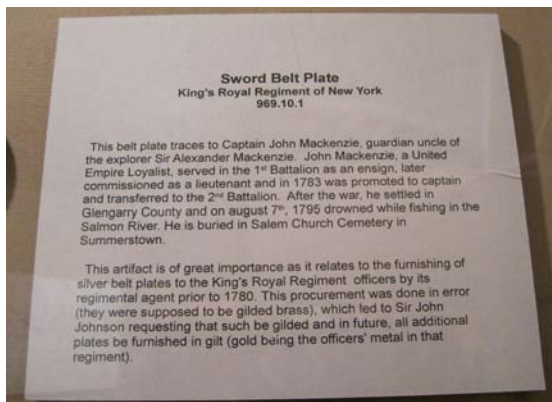 Sword Belt Plate
King's Royal Regiment of New York
969.10.1
This belt plate traces to Captain John Mackenzie, guardian uncle of
the explorer Sir Alexander Mackenzie. John Mackenzie, a United
Empire Loyalist, served in the 1st Battalion as an ensign, later
commissioned as a lieutenant and in 1783 was promoted to captain
and transferred to the 2nd Battalion. After the war, he settled in
Glengarry County and on august 7th, 1795 drowned while fishing in the
Salmon River. He is buried in Salem Church Cemetery in
Summerstown.
This artifact is of great importance as it relates to the furnishing of
silver belt plates to the King's Royal Regiment officers by its
regimental agent prior to 1780. This procurement was done in error
(they were supposed to be gilded brass), which led to Sir John
Johnson requesting that such be gilded and in future, all additional
plates be furnished in gilt (gold being the officers' metal in that
regiment).